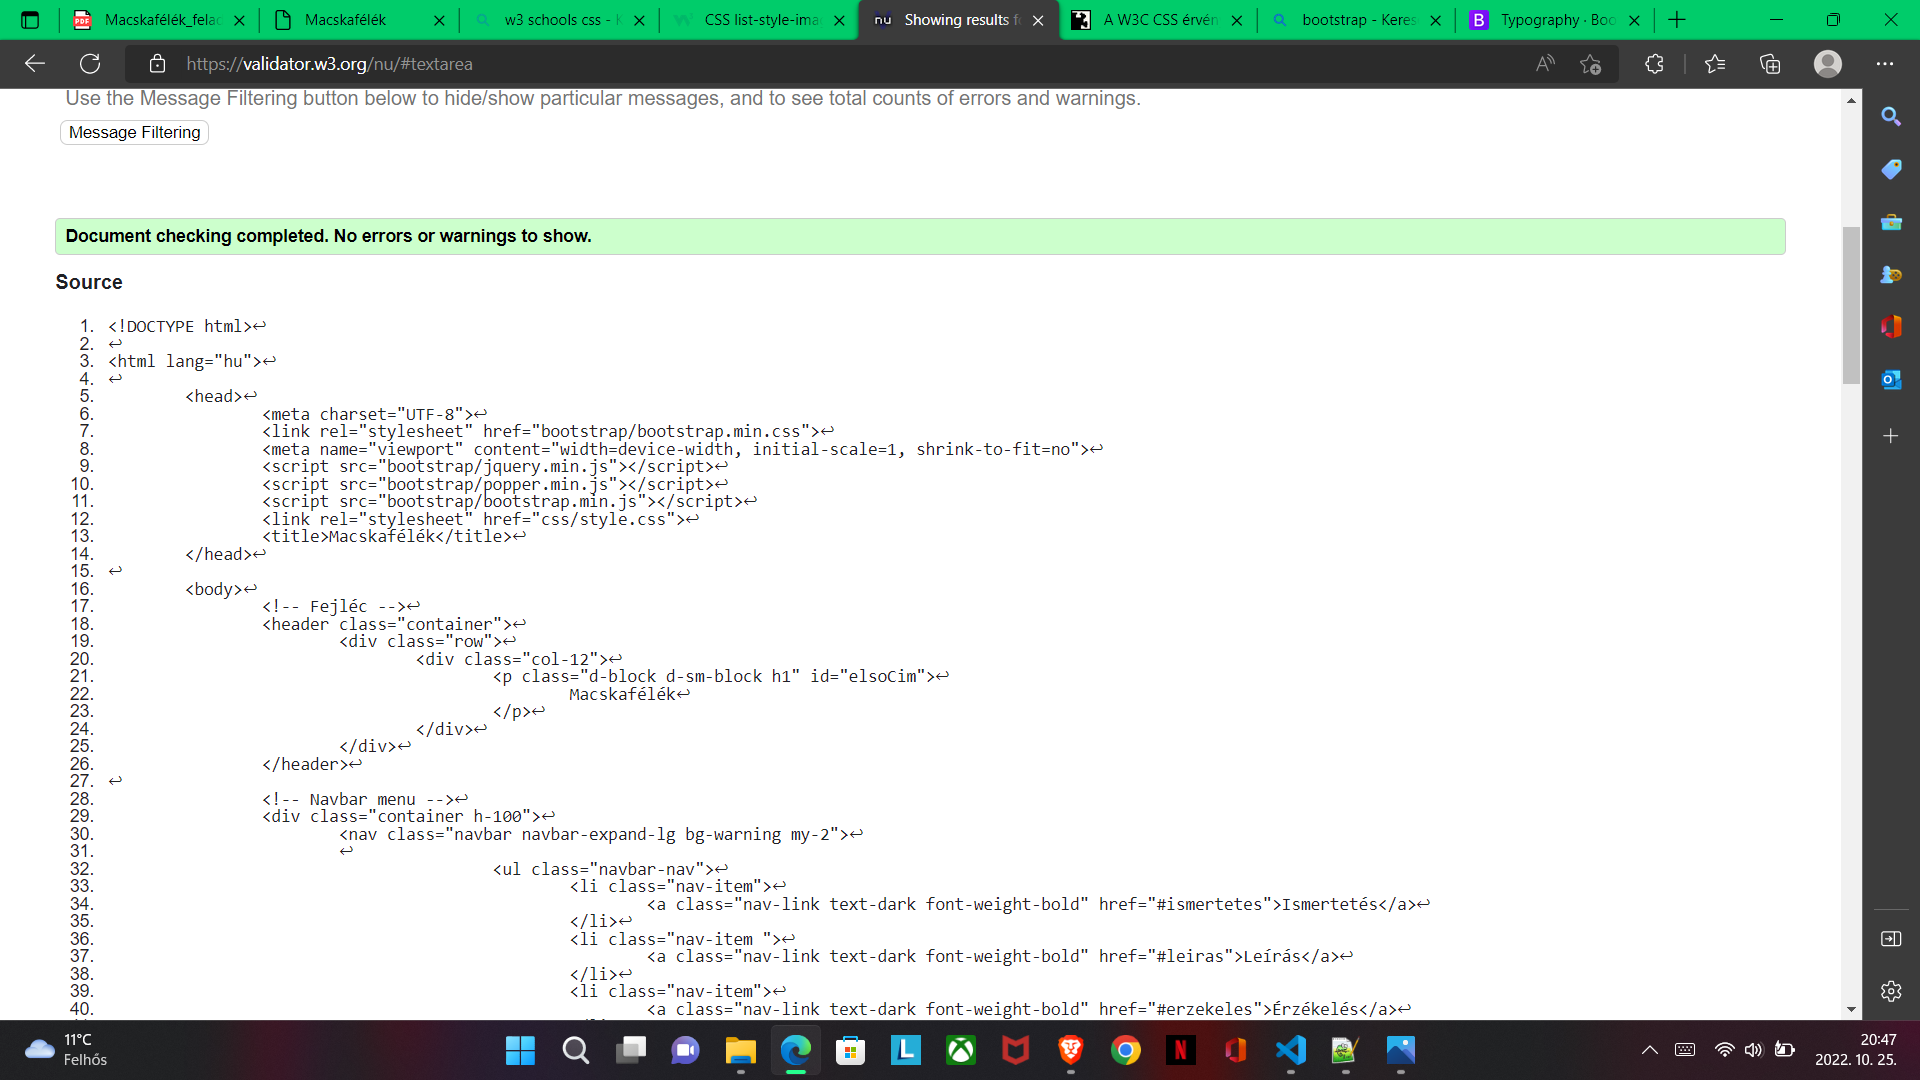 Macskafélék_felad
Macskafélék
w3 schools css - K
CSS list-style-ima
Showing results fo
A W3C CSS érvén
bootstrap - Keres
Typography · Boo
https://validator.w3.org/nu/#textarea
Use the Message Filtering button below to hide/show particular messages, and to see total counts of errors and warnings.
Message Filtering
Document checking completed. No errors or warnings to show.
Source
1. <!DOCTYPE html>↩
2. ↩
3. <html lang="hu">↩
4. ↩
5. <head>↩
6. <meta charset="UTF-8">↩
7. <link rel="stylesheet" href="bootstrap/bootstrap.min.css">↩
8. <meta name="viewport" content="width=device-width, initial-scale=1, shrink-to-fit=no">↩
9. <script src="bootstrap/jquery.min.js"></script>↩
10. <script src="bootstrap/popper.min.js"></script>↩
11. <script src="bootstrap/bootstrap.min.js"></script>↩
12. <link rel="stylesheet" href="css/style.css">↩
13. <title>Macskafélék</title>↩
14. </head>↩
15. ↩
16. <body>↩
17. <!-- Fejléc -->↩
18. <header class="container">↩
19. <div class="row">↩
20. <div class="col-12">↩
21. <p class="d-block d-sm-block h1" id="elsoCim">↩
22. Macskafélék↩
23. </p>↩
24. </div>↩
25. </div>↩
26. </header>↩
27. ↩
28. <!-- Navbar menu -->↩
29. <div class="container h-100">↩
30. <nav class="navbar navbar-expand-lg bg-warning my-2">↩
31. ↩
32. <ul class="navbar-nav">↩
33. <li class="nav-item">↩
34. <a class="nav-link text-dark font-weight-bold" href="#ismertetes">Ismertetés</a>↩
35. </li>↩
36. <li class="nav-item ">↩
37. <a class="nav-link text-dark font-weight-bold" href="#leiras">Leírás</a>↩
38. </li>↩
39. <li class="nav-item">↩
40. <a class="nav-link text-dark font-weight-bold" href="#erzekeles">Érzékelés</a>↩
11°C
Felhős
20:47
2022. 10. 25.